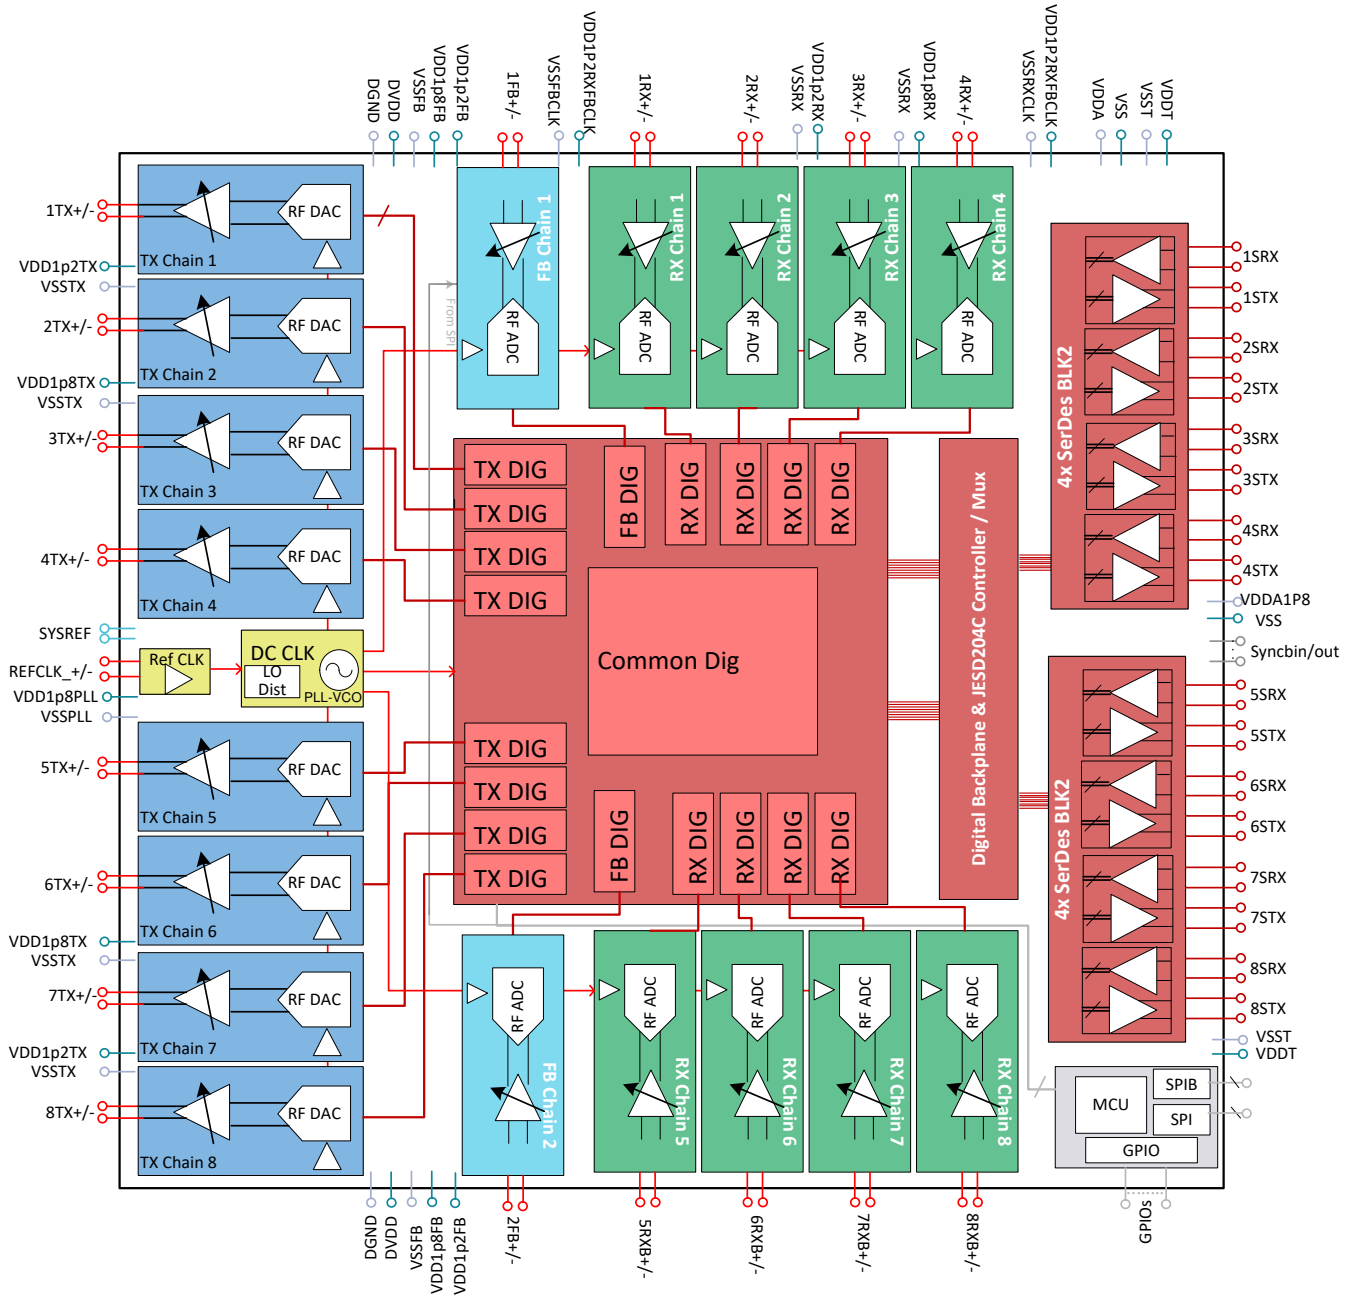 DGND
DVDD
VSSFB
VDD1p8FB
VDD1p2FB
1FB+/-
VSSFBCLK
VDD1P2RXFBCLK
1RX+/-
2RX+/-
VSSRX
VDD1p2RX
3RX+/-
VSSRX
VDD1p8RX
4RX+/-
VSSRXCLK
VDD1P2RXFBCLK
VDDA
VSS
VSST
VDDT
1TX+/-
VDD1p2TX
VSSTX
2TX+/-
VDD1p8TX
VSSTX
3TX+/-
4TX+/-
SYSREF
REFCLK_+/-
VDD1p8PLL
VSSPLL
5TX+/-
6TX+/-
VDD1p8TX
VSSTX
7TX+/-
VDD1p2TX
VSSTX
8TX+/-
RF DAC
TX Chain 1
RF DAC
TX Chain 2
RF DAC
TX Chain 3
RF DAC
TX Chain 4
Ref CLK
DC CLK
LO
Dist
PLL-VCO
RF DAC
TX Chain 5
RF DAC
TX Chain 6
RF DAC
TX Chain 7
RF DAC
TX Chain 8
From SPI
FB Chain 1
RF ADC
RX Chain 1
RF ADC
RX Chain 2
RF ADC
RX Chain 3
RF ADC
RX Chain 4
RF ADC
TX DIG
TX DIG
TX DIG
TX DIG
FB DIG
RX DIG
RX DIG
RX DIG
RX DIG
Common Dig
TX DIG
TX DIG
TX DIG
TX DIG
FB DIG
RX DIG
RX DIG
RX DIG
RX DIG
Digital Backplane & JESD204C Controller / Mux
RF ADC
FB Chain 2
RF ADC
RX Chain 5
RF ADC
RX Chain 6
RF ADC
RX Chain 7
RF ADC
RX Chain 8
4x SerDes BLK2
4x SerDes BLK2
1SRX
1STX
2SRX
2STX
3SRX
3STX
4SRX
4STX
VDDA1P8
VSS
Syncbin/out
5SRX
5STX
6SRX
6STX
7SRX
7STX
8SRX
8STX
VSST
VDDT
MCU
SPIB
SPI
GPIO
GPIOS
DGND
DVDD
VSSFB
VDD1p8FB
VDD1p2FB
2FB+/-
5RXB+/-
6RXB+/-
7RXB+/-
8RXB+/-